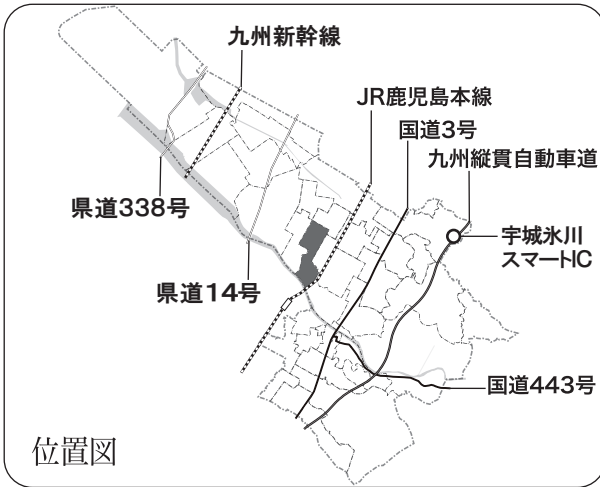 九州新幹線
JR鹿児島本線
国道3号
九州縦貫自動車道
県道338号
宇城氷川
スマートIC
県道14号
国道443号
位置図